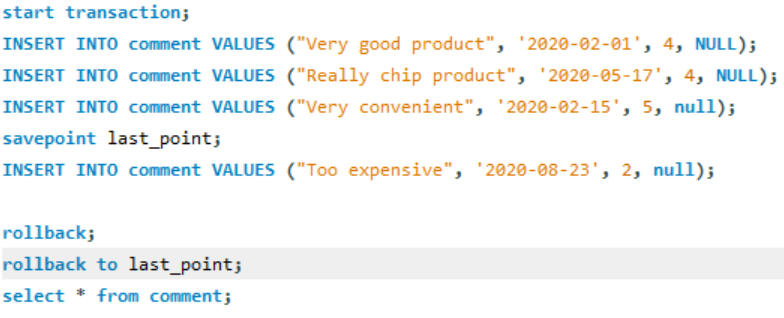 start transaction;
INSERT INTO comment VALUES ("Very good product", '2020-02-01', 4, NULL);
INSERT INTO comment VALUES ("Really chip product", '2020-05-17', 4, NULL);
INSERT INTO comment VALUES ("Very convenient", '2020-02-15', 5, null);
savepoint last_point;
INSERT INTO comment VALUES ("Too expensive", '2020-08-23', 2, null);
rollback;
rollback to last_point;
select * from comment;